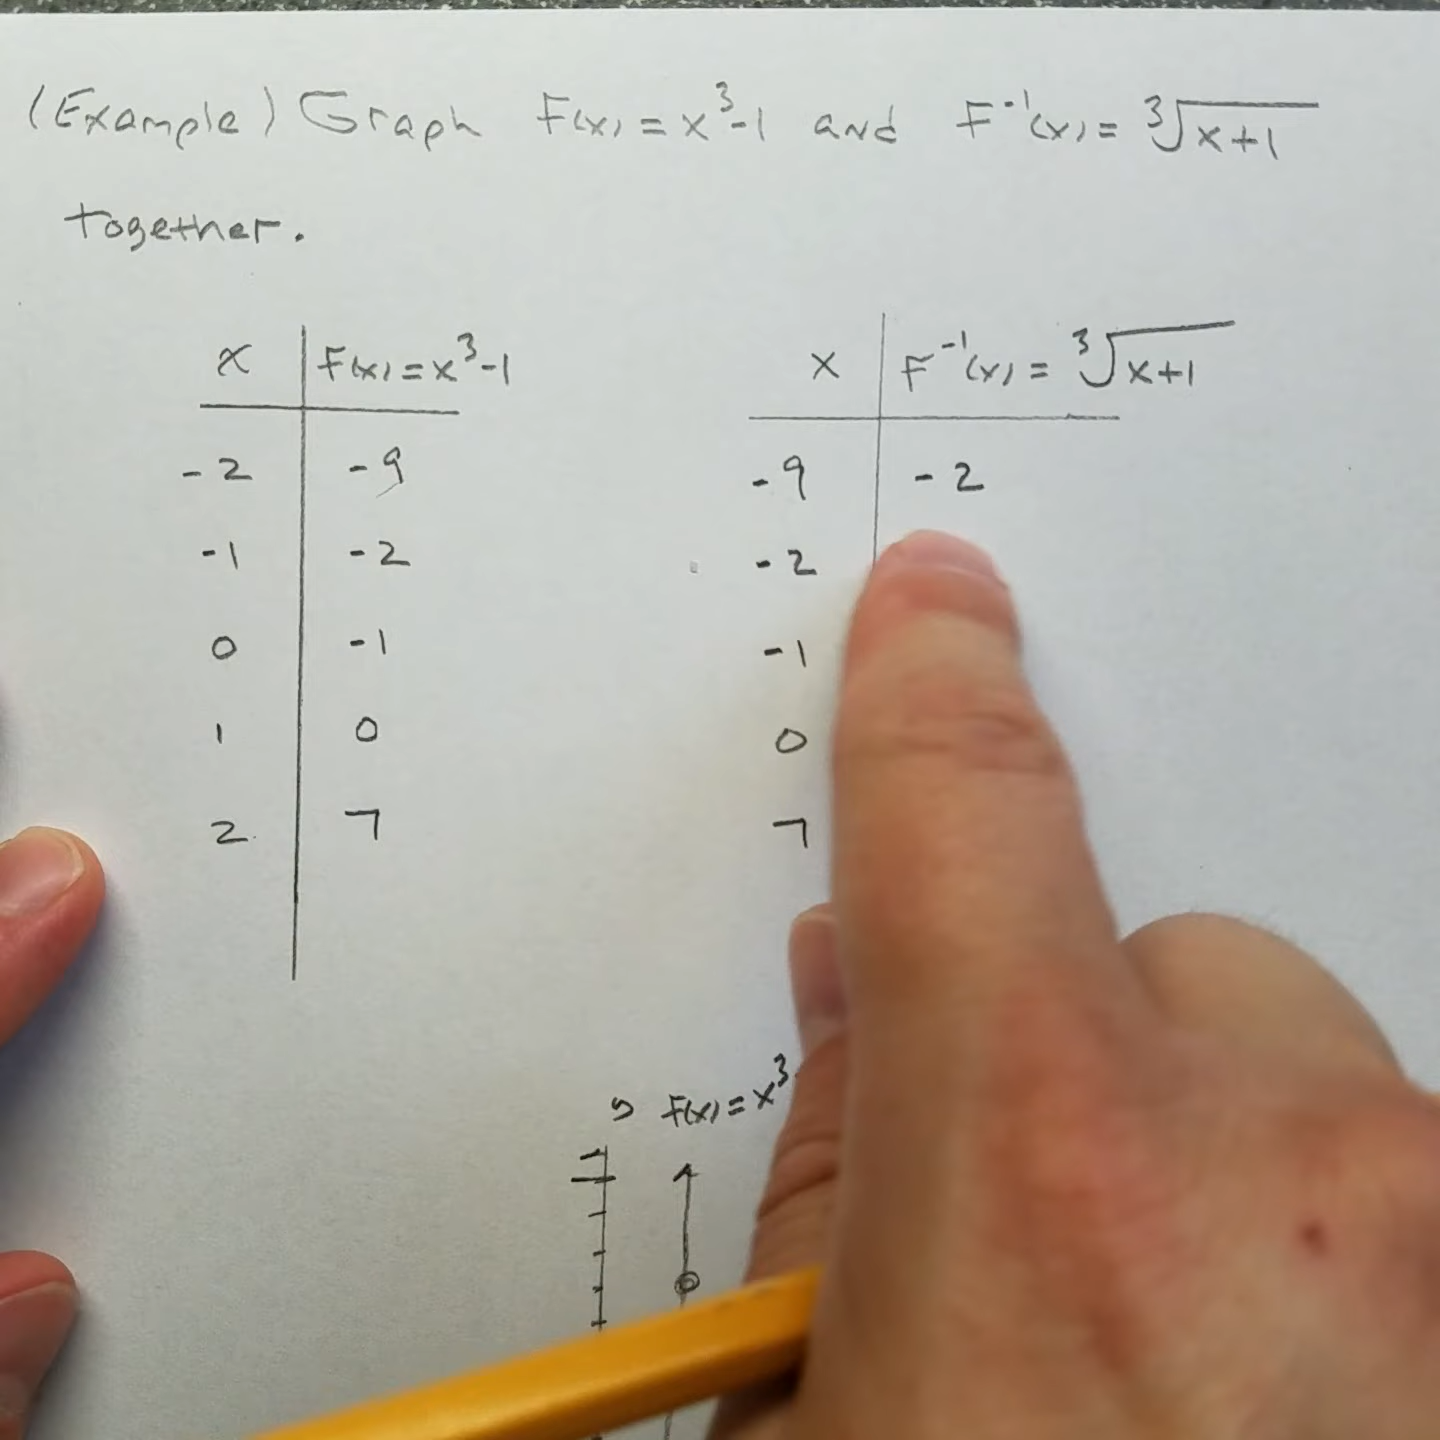 (Example) Graph F(x) = x³-1 and F⁻¹(x) = ∛x+1
together.
x F(x) = x³-1
-2 -9
-1 -2
0 -1
1 0
2 7
x F⁻¹(x) = ∛x+1
-9 -2
-2
-1
0
7
y F(x) = x³